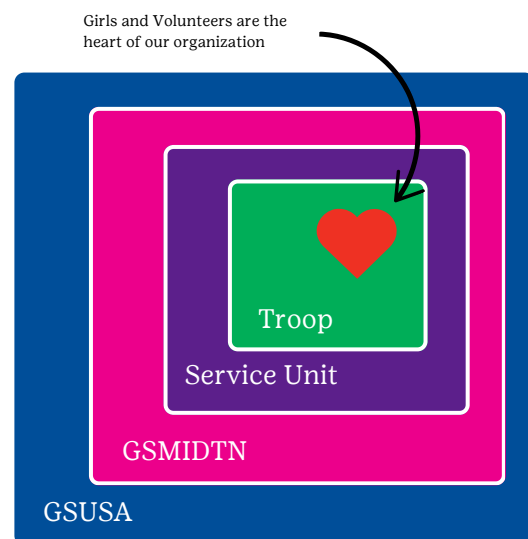 Girls and Volunteers are the
heart of our organization
Troop
Service Unit
GSMIDTN
GSUSA